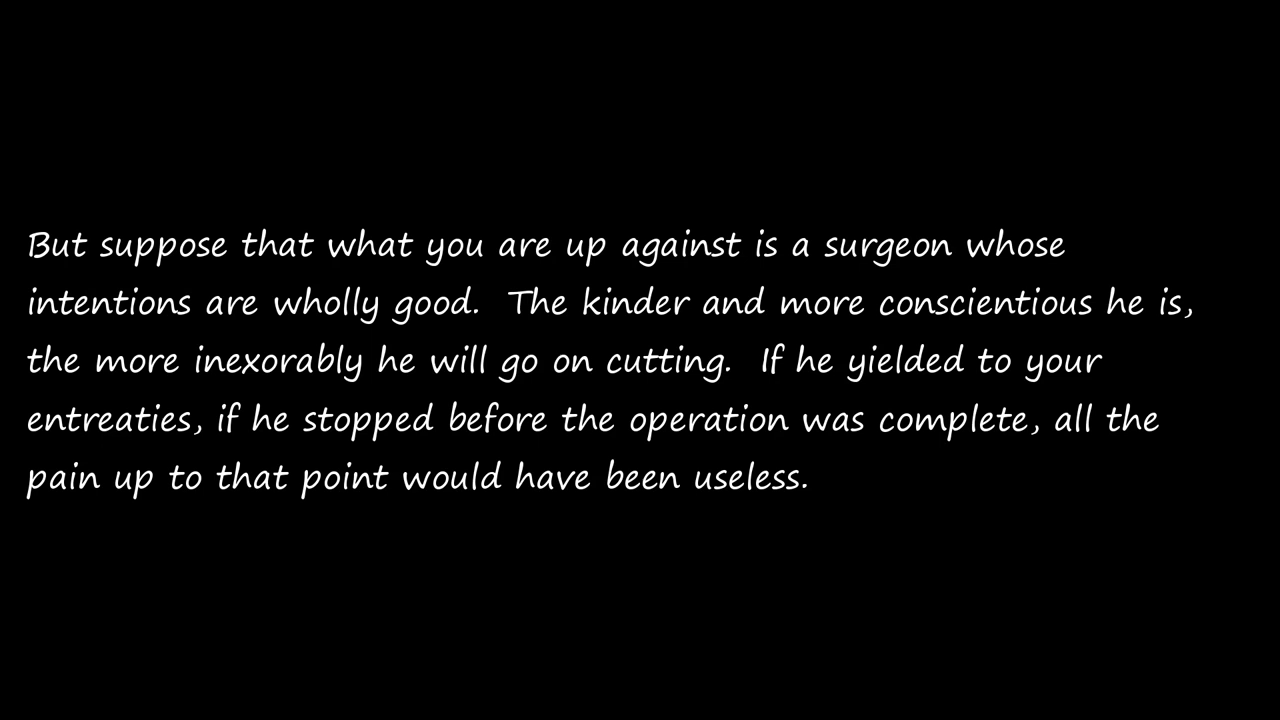 But suppose that what you are up against is a surgeon whose
intentions are wholly good.  The kinder and more conscientious he is,
the more inexorably he will go on cutting.  If he yielded to your
entreaties, if he stopped before the operation was complete, all the
pain up to that point would have been useless.